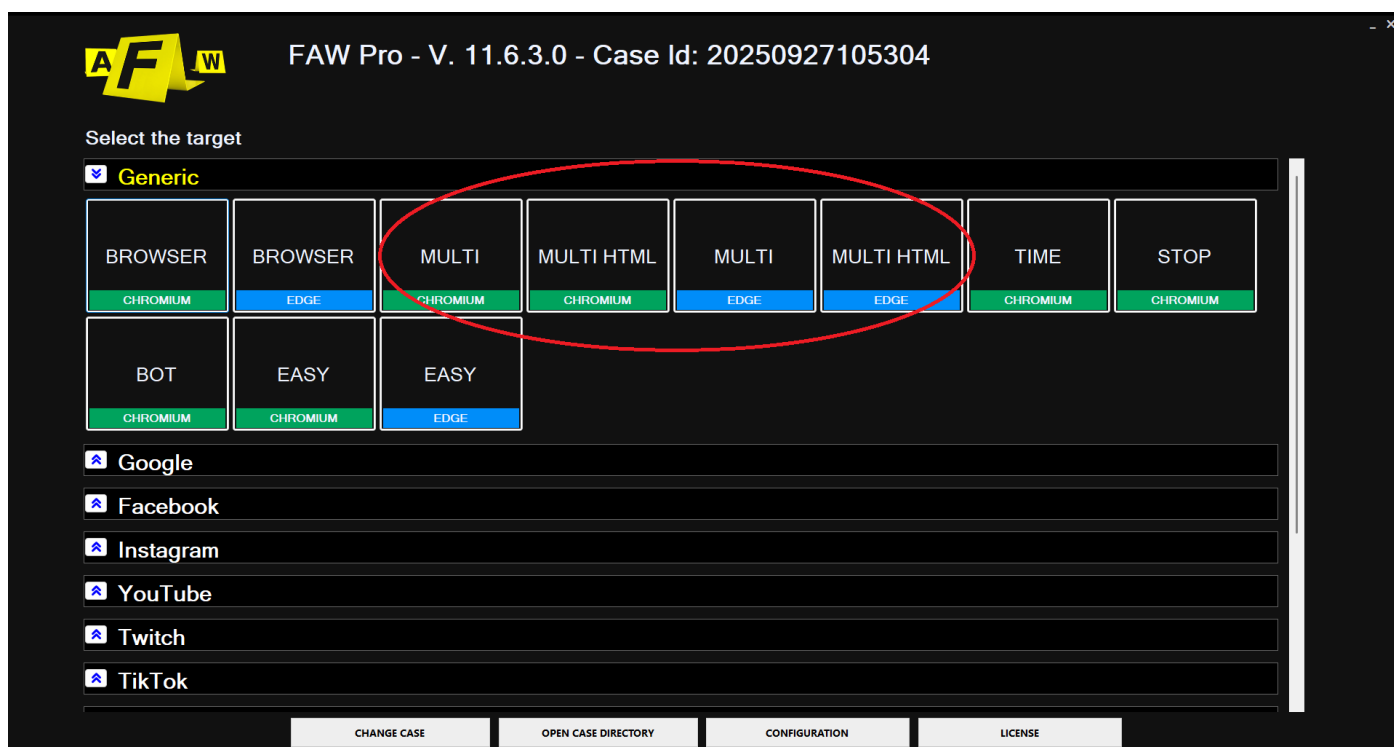 A F W
FAW Pro - V. 11.6.3.0 - Case Id: 20250927105304
Select the target
Generic
BROWSER BROWSER MULTI MULTI HTML MULTI MULTI HTML TIME STOP
CHROMIUM EDGE CHROMIUM CHROMIUM EDGE EDGE CHROMIUM CHROMIUM
BOT EASY EASY
CHROMIUM CHROMIUM EDGE
Google
Facebook
Instagram
YouTube
Twitch
TikTok
CHANGE CASE OPEN CASE DIRECTORY CONFIGURATION LICENSE